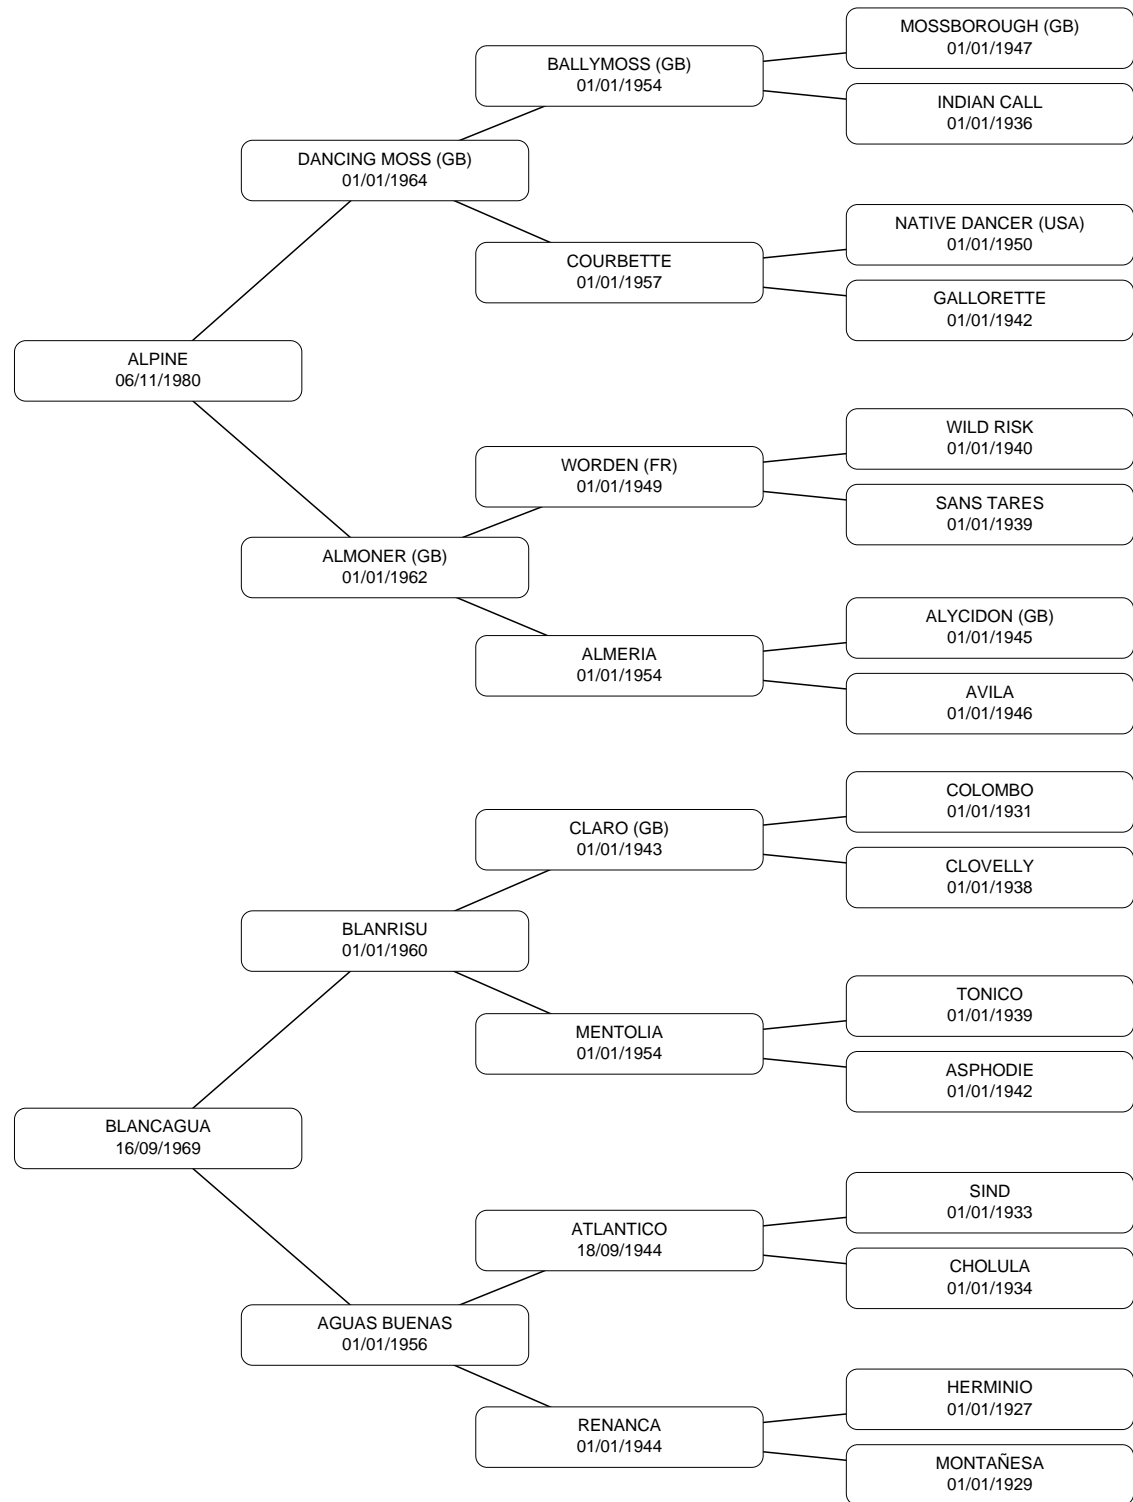 MOSSBOROUGH (GB)
01/01/1947
BALLYMOSS (GB)
01/01/1954
INDIAN CALL
01/01/1936
DANCING MOSS (GB)
01/01/1964
NATIVE DANCER (USA)
01/01/1950
COURBETTE
01/01/1957
GALLORETTE
01/01/1942
ALPINE
06/11/1980
WILD RISK
01/01/1940
WORDEN (FR)
01/01/1949
SANS TARES
01/01/1939
ALMONER (GB)
01/01/1962
ALYCIDON (GB)
01/01/1945
ALMERIA
01/01/1954
AVILA
01/01/1946
COLOMBO
01/01/1931
CLARO (GB)
01/01/1943
CLOVELLY
01/01/1938
BLANRISU
01/01/1960
TONICO
01/01/1939
MENTOLIA
01/01/1954
ASPHODIE
01/01/1942
BLANCAGUA
16/09/1969
SIND
01/01/1933
ATLANTICO
18/09/1944
CHOLULA
01/01/1934
AGUAS BUENAS
01/01/1956
HERMINIO
01/01/1927
RENANCA
01/01/1944
MONTAÑESA
01/01/1929